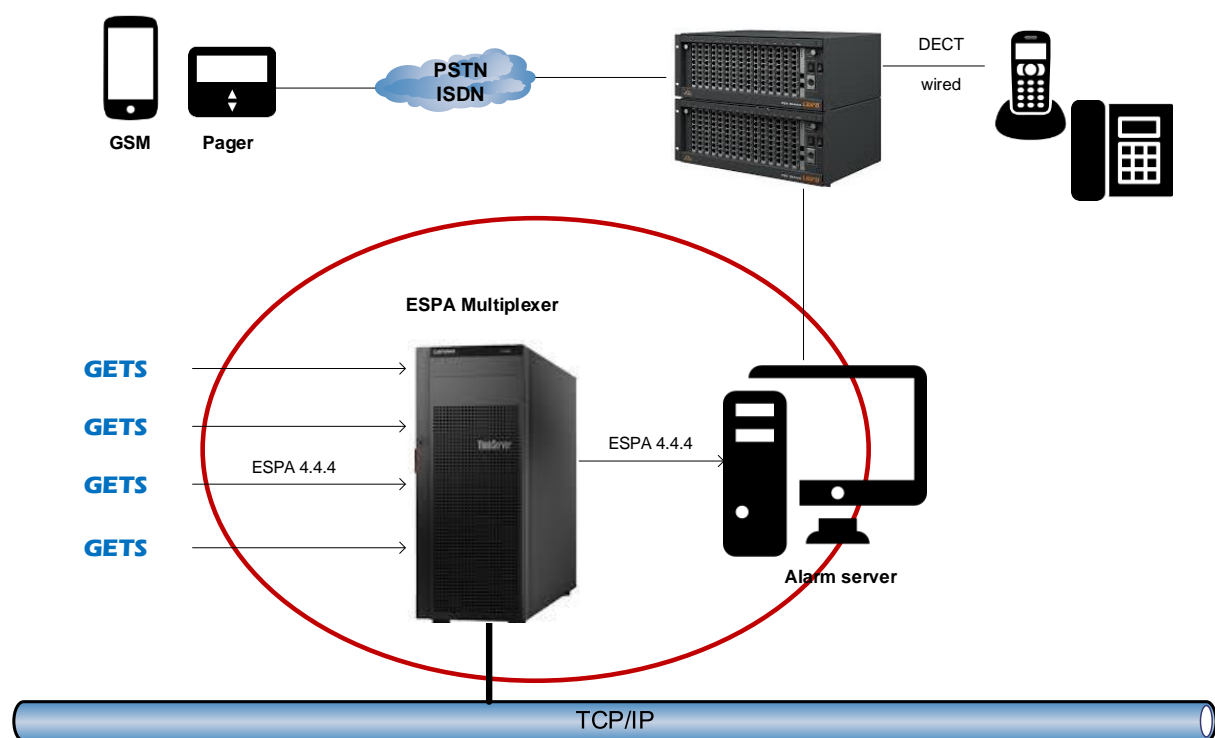 DECT
wired
PSTN
ISDN
GSM
Pager
ESPA Multiplexer
GETS
GETS
GETS
GETS
ESPA 4.4.4
ThinkServer
ESPA 4.4.4
Alarm server
TCP/IP